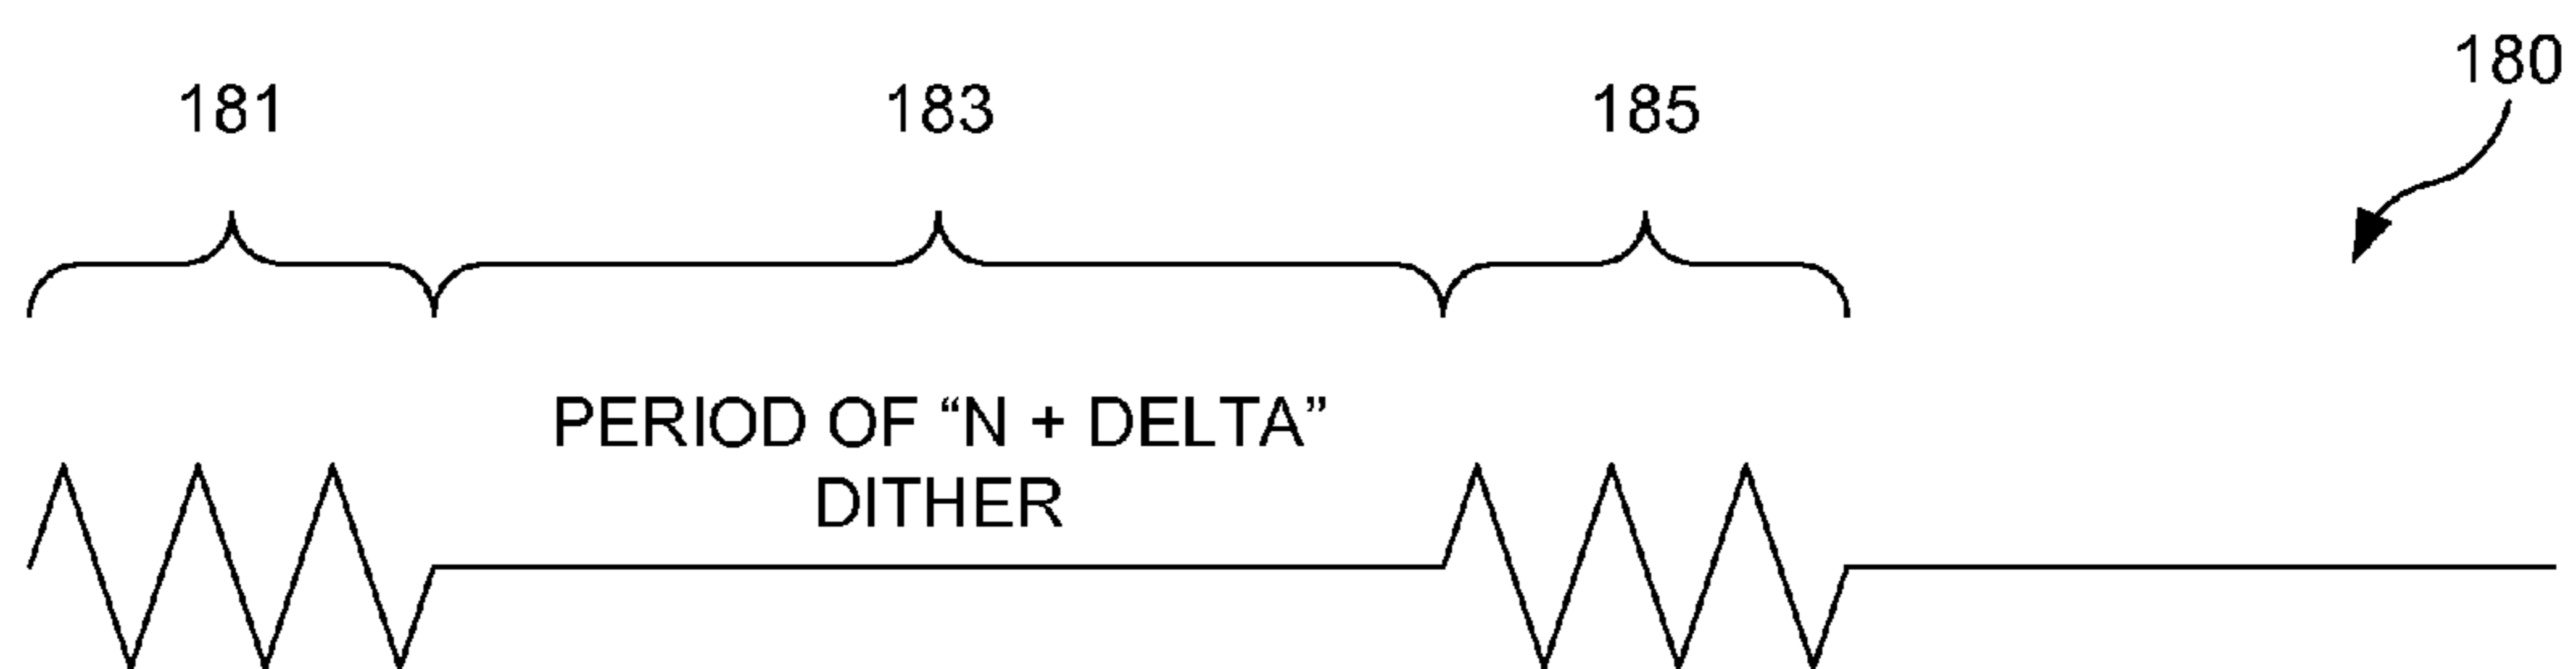 180
181
183
185
PERIOD OF “N + DELTA”
DITHER